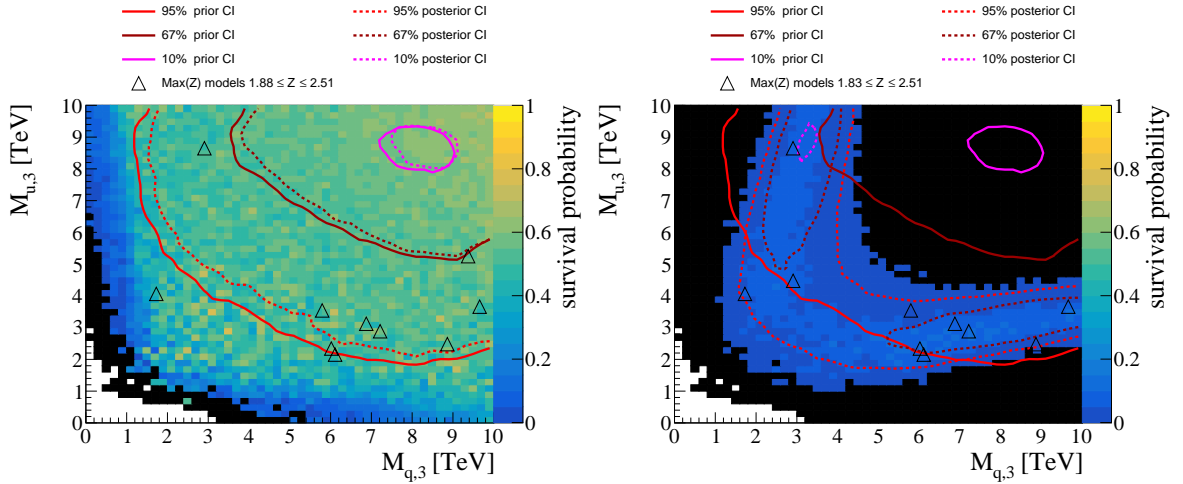 95% prior CI
95% posterior CI
67% prior CI
67% posterior CI
10% prior CI
10% posterior CI
Max(Z) models 1.88 ≤ Z ≤ 2.51
M_{u,3} [TeV]
10
9
8
7
6
5
4
3
2
1
0
0 1 2 3 4 5 6 7 8 9 10
M_{q,3} [TeV]
1
0.8
0.6
0.4
0.2
0
survival probability
95% prior CI
95% posterior CI
67% prior CI
67% posterior CI
10% prior CI
10% posterior CI
Max(Z) models 1.83 ≤ Z ≤ 2.51
M_{u,3} [TeV]
10
9
8
7
6
5
4
3
2
1
0
0 1 2 3 4 5 6 7 8 9 10
M_{q,3} [TeV]
1
0.8
0.6
0.4
0.2
0
survival probability